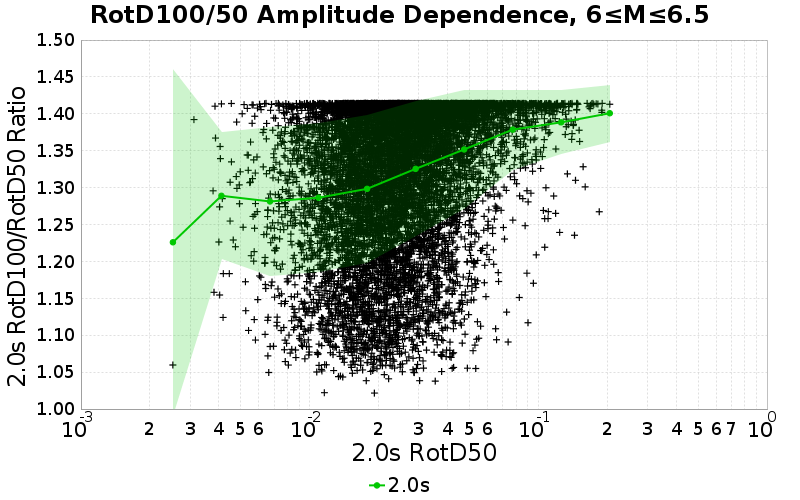 RotD100/50 Amplitude Dependence, 6≤M≤6.5
2.0s RotD100/RotD50 Ratio
1.50
1.45
1.40
1.35
1.30
1.25
1.20
1.15
1.10
1.05
1.00
10-3 2 3 4 5 6 10-2 2 3 4 5 6 10-1 2 3 4 5 6 7 100
2.0s RotD50
2.0s